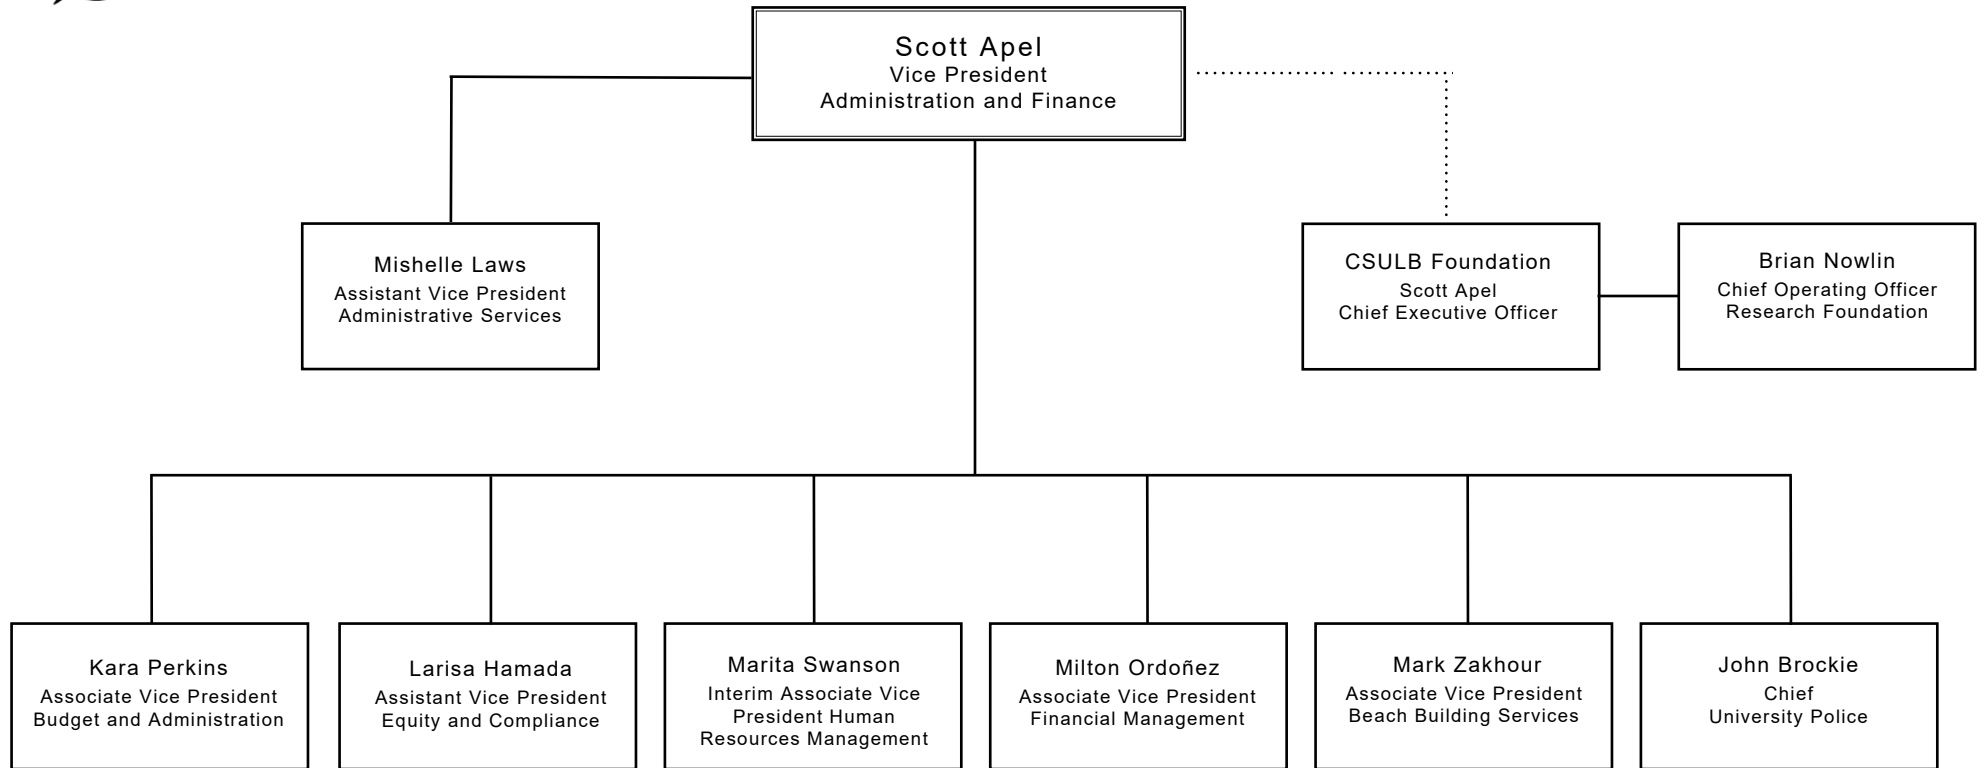 Scott Apel
Vice President
Administration and Finance
Mishelle Laws
Assistant Vice President
Administrative Services
CSULB Foundation
Scott Apel
Chief Executive Officer
Brian Nowlin
Chief Operating Officer
Research Foundation
Kara Perkins
Associate Vice President
Budget and Administration
Larisa Hamada
Assistant Vice President
Equity and Compliance
Marita Swanson
Interim Associate Vice
President Human
Resources Management
Milton Ordoñez
Associate Vice President
Financial Management
Mark Zakhour
Associate Vice President
Beach Building Services
John Brockie
Chief
University Police